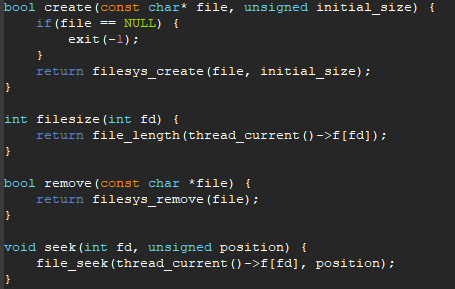 bool create(const char* file, unsigned initial_size) {
    if(file == NULL) {
        exit(-1);
    }
    return filesys_create(file, initial_size);
}

int filesize(int fd) {
    return file_length(thread_current()->f[fd]);
}

bool remove(const char *file) {
    return filesys_remove(file);
}

void seek(int fd, unsigned position) {
    file_seek(thread_current()->f[fd], position);
}